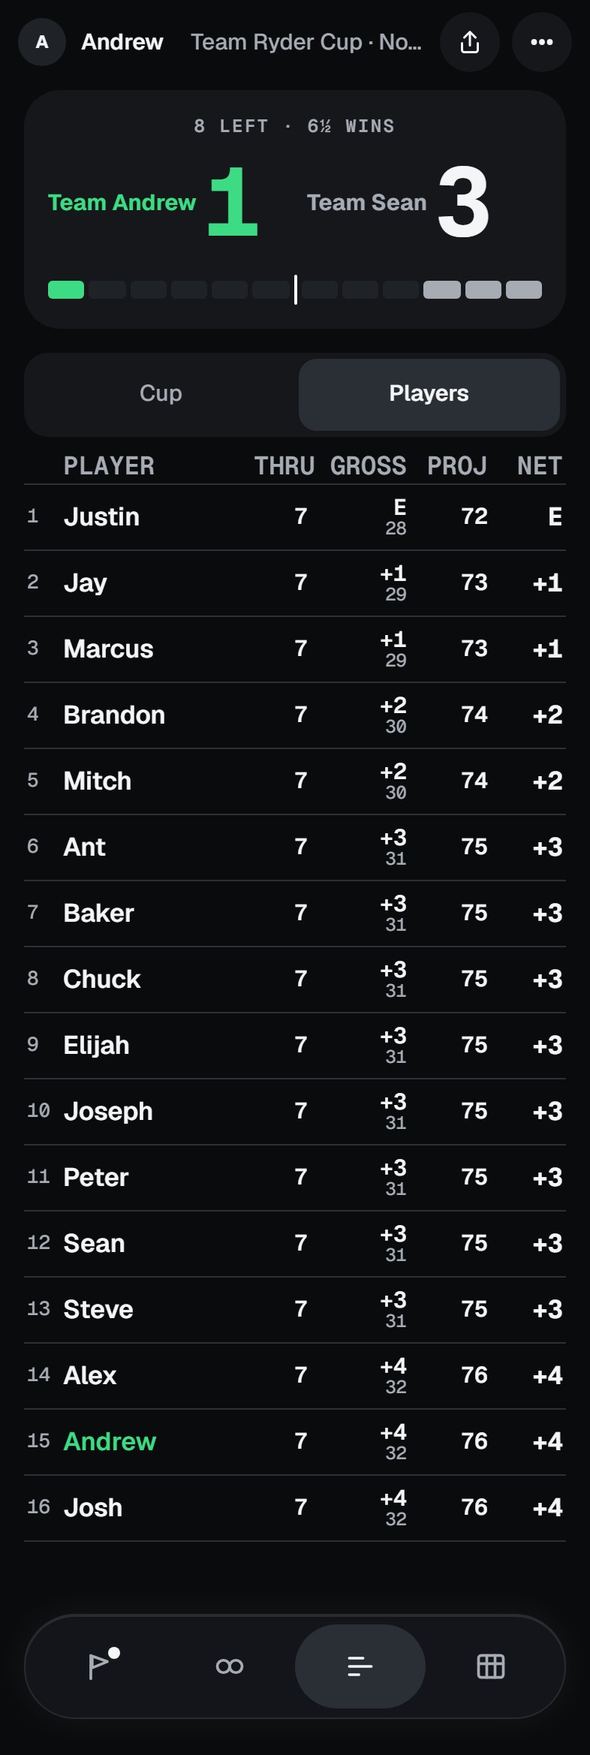 A Andrew Team Ryder Cup · No...
8 LEFT · 6½ WINS
Team Andrew 1 Team Sean 3
Cup Players
PLAYER THRU GROSS PROJ NET
1 Justin 7 E 72 E
28
2 Jay 7 +1 73 +1
29
3 Marcus 7 +1 73 +1
29
4 Brandon 7 +2 74 +2
30
5 Mitch 7 +2 74 +2
30
6 Ant 7 +3 75 +3
31
7 Baker 7 +3 75 +3
31
8 Chuck 7 +3 75 +3
31
9 Elijah 7 +3 75 +3
31
10 Joseph 7 +3 75 +3
31
11 Peter 7 +3 75 +3
31
12 Sean 7 +3 75 +3
31
13 Steve 7 +3 75 +3
31
14 Alex 7 +4 76 +4
32
15 Andrew 7 +4 76 +4
32
16 Josh 7 +4 76 +4
32